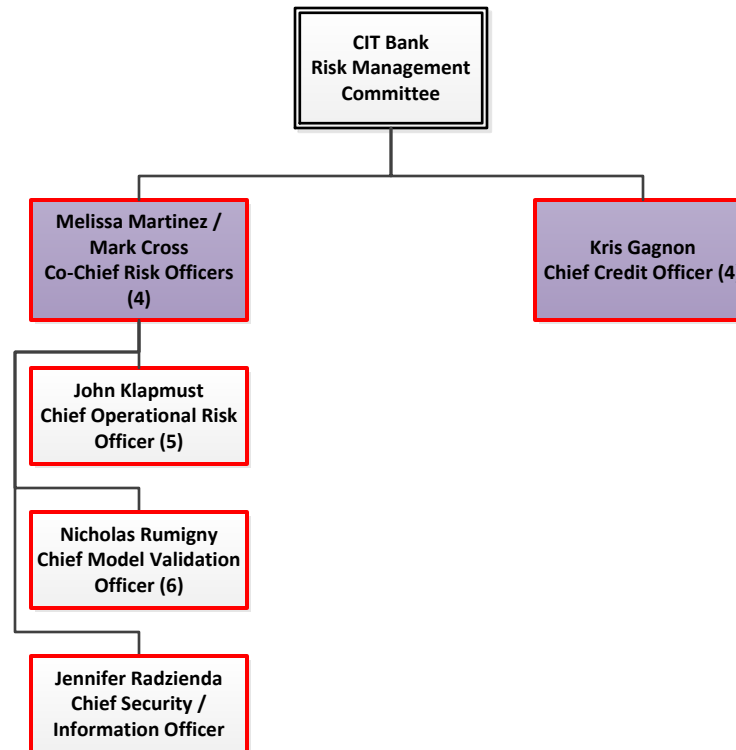 CIT Bank
Risk Management
Committee
Melissa Martinez /
Mark Cross
Co-Chief Risk Officers
(4)
Kris Gagnon
Chief Credit Officer (4
John Klapmust
Chief Operational Risk
Officer (5)
Nicholas Rumigny
Chief Model Validation
Officer (6)
Jennifer Radzienda
Chief Security /
Information Officer